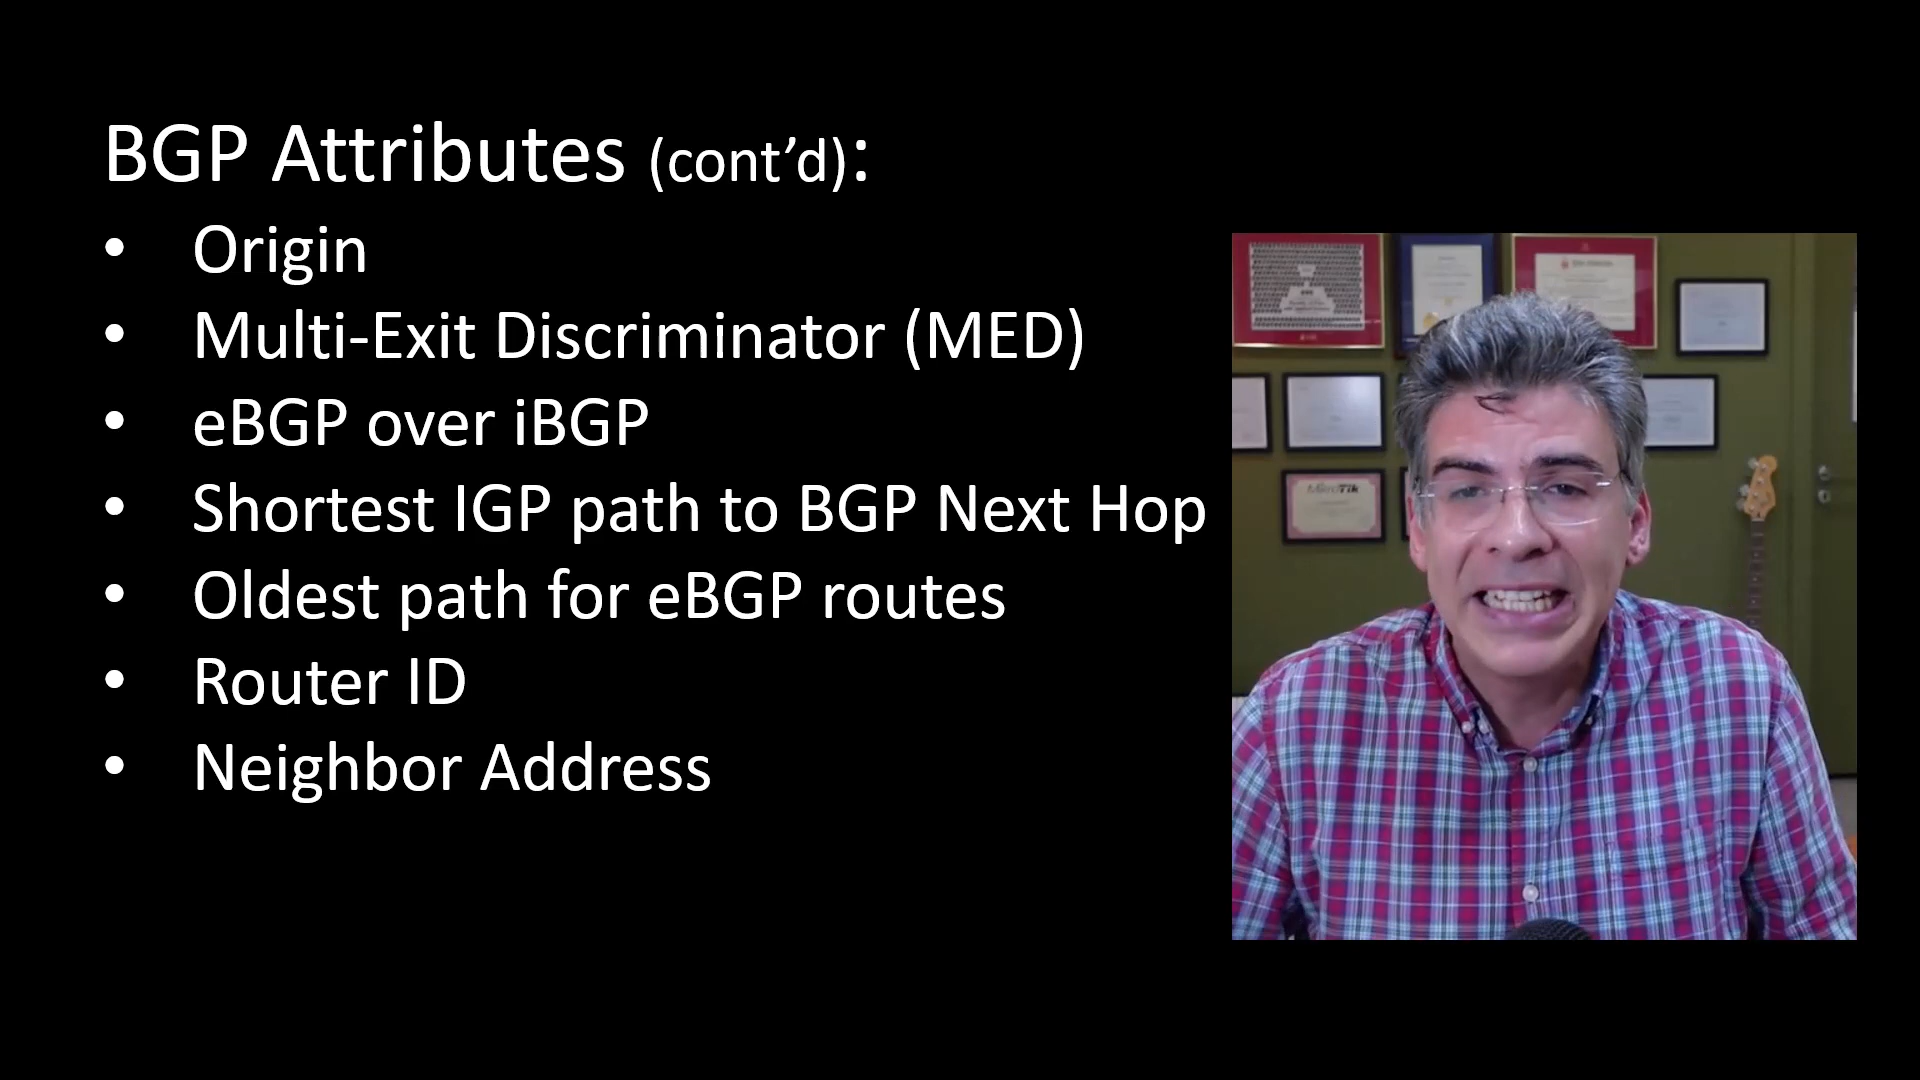 BGP Attributes (cont’d):
• Origin
• Multi-Exit Discriminator (MED)
• eBGP over iBGP
• Shortest IGP path to BGP Next Hop
• Oldest path for eBGP routes
• Router ID
• Neighbor Address
MikroTik